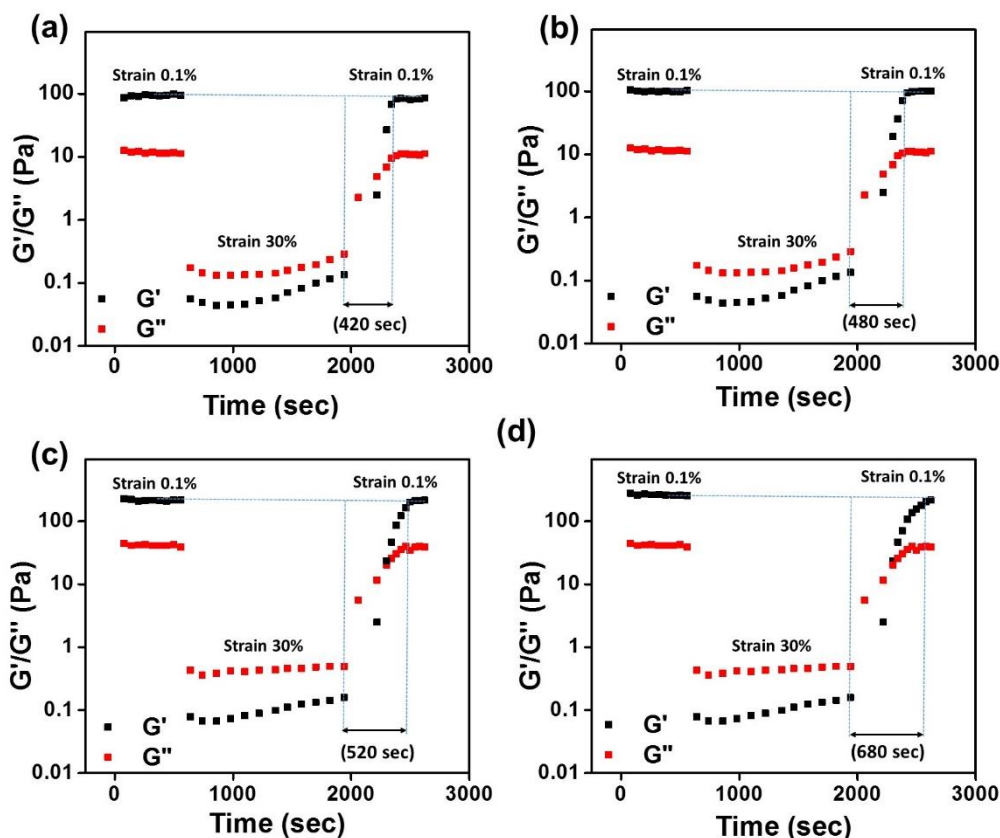 (a)
Strain 0.1% Strain 0.1%
100
10
1
0.1
0.01
G'/G'' (Pa)
Strain 30%
G'
G''
(420 sec)
0 1000 2000 3000
Time (sec)
(b)
Strain 0.1% Strain 0.1%
100
10
1
0.1
0.01
G'/G'' (Pa)
Strain 30%
G'
G''
(480 sec)
0 1000 2000 3000
Time (sec)
(c)
Strain 0.1% Strain 0.1%
100
10
1
0.1
0.01
G'/G'' (Pa)
Strain 30%
G'
G''
(520 sec)
0 1000 2000 3000
Time (sec)
(d)
Strain 0.1% Strain 0.1%
100
10
1
0.1
0.01
G'/G'' (Pa)
Strain 30%
G'
G''
(680 sec)
0 1000 2000 3000
Time (sec)